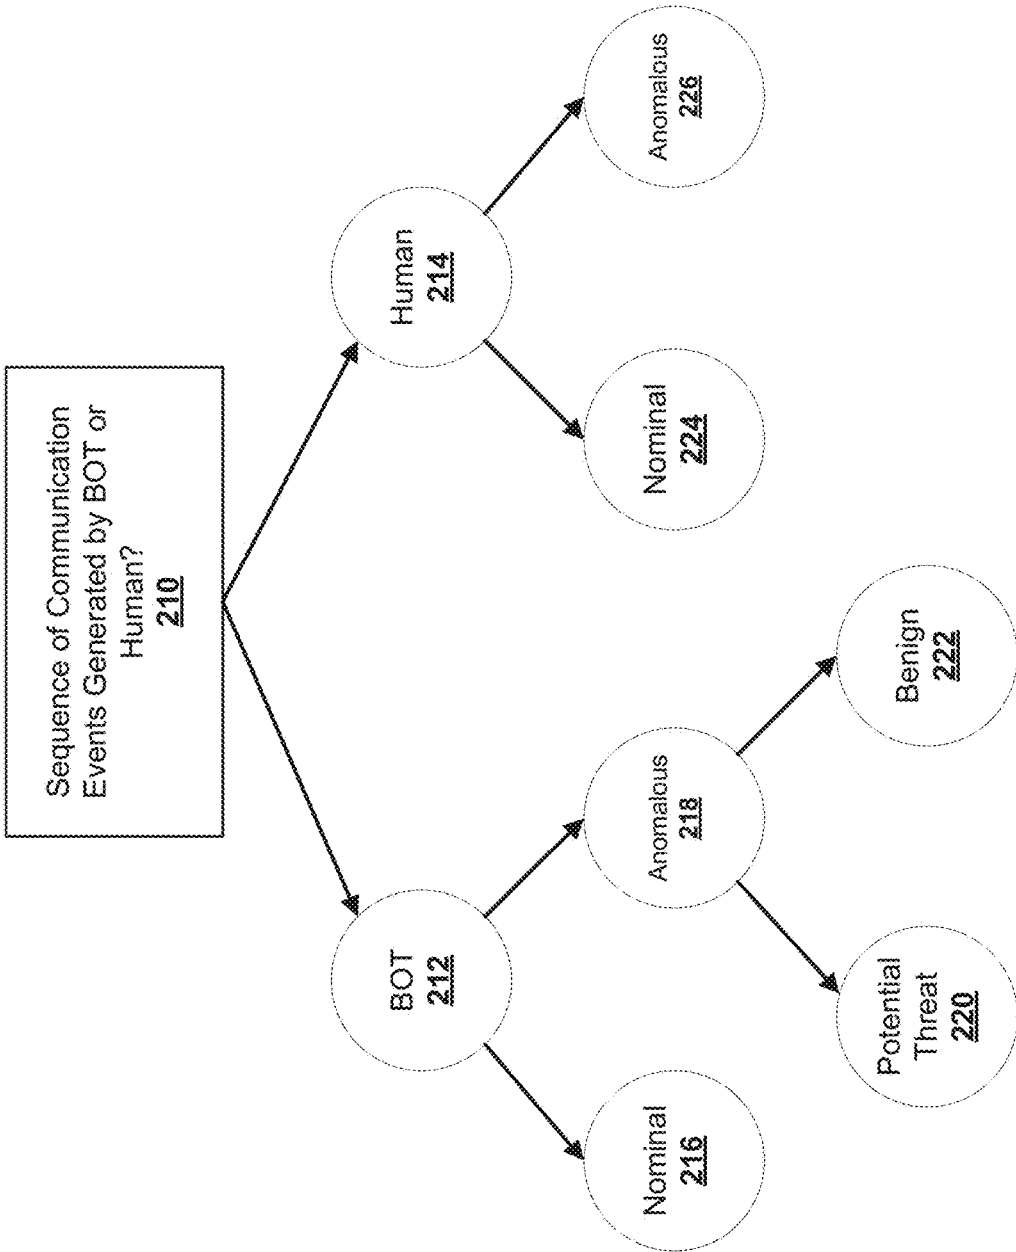 Sequence of Communication
Events Generated by BOT or
Human?
210
BOT
212
Human
214
Nominal
216
Anomalous
218
Nominal
224
Anomalous
226
Potential
Threat
220
Benign
222